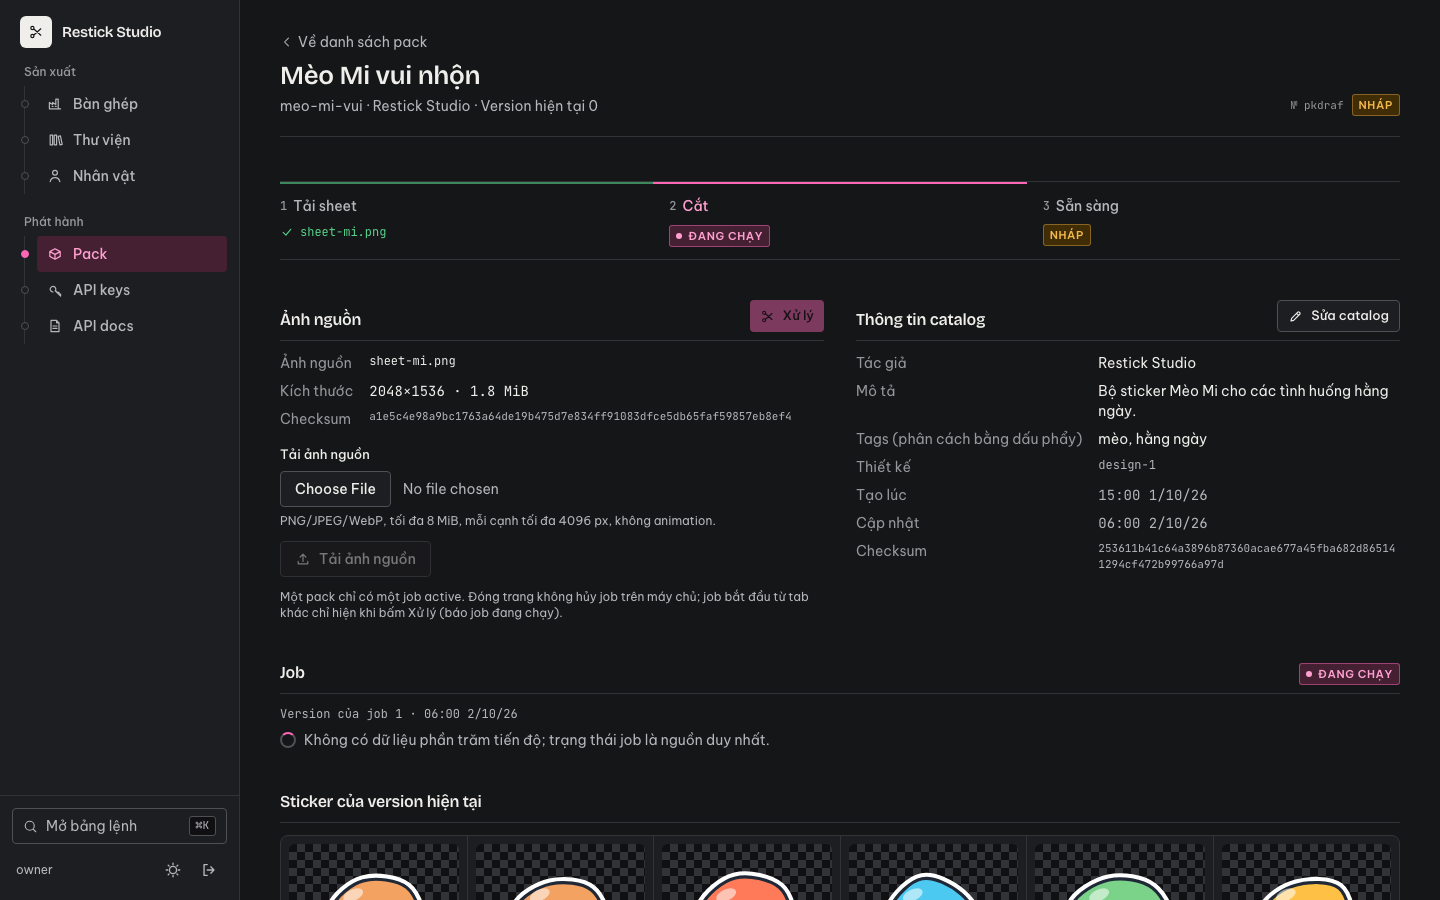 Restick Studio
Sản xuất
Bàn ghép
Thư viện
Nhân vật
Phát hành
Pack
API keys
API docs
Mở bảng lệnh
⌘K
owner
Về danh sách pack
Mèo Mi vui nhộn
meo-mi-vui · Restick Studio · Version hiện tại 0
№ pkdraf
NHÁP
1 Tải sheet
sheet-mi.png
2 Cắt
ĐANG CHẠY
3 Sẵn sàng
NHÁP
Ảnh nguồn
Xử lý
Ảnh nguồn sheet-mi.png
Kích thước 2048×1536 · 1.8 MiB
Checksum a1e5c4e98a9bc1763a64de19b475d7e834ff91083dfce5db65faf59857eb8ef4
Tải ảnh nguồn
Choose File No file chosen
PNG/JPEG/WebP, tối đa 8 MiB, mỗi cạnh tối đa 4096 px, không animation.
Tải ảnh nguồn
Một pack chỉ có một job active. Đóng trang không hủy job trên máy chủ; job bắt đầu từ tab
khác chỉ hiện khi bấm Xử lý (báo job đang chạy).
Thông tin catalog
Sửa catalog
Tác giả Restick Studio
Mô tả Bộ sticker Mèo Mi cho các tình huống hằng
ngày.
Tags (phân cách bằng dấu phẩy) mèo, hằng ngày
Thiết kế design-1
Tạo lúc 15:00 1/10/26
Cập nhật 06:00 2/10/26
Checksum 253611b41c64a3896b87360acae677a45fba682d86514
1294cf472b99766a97d
Job
ĐANG CHẠY
Version của job 1 · 06:00 2/10/26
Không có dữ liệu phần trăm tiến độ; trạng thái job là nguồn duy nhất.
Sticker của version hiện tại